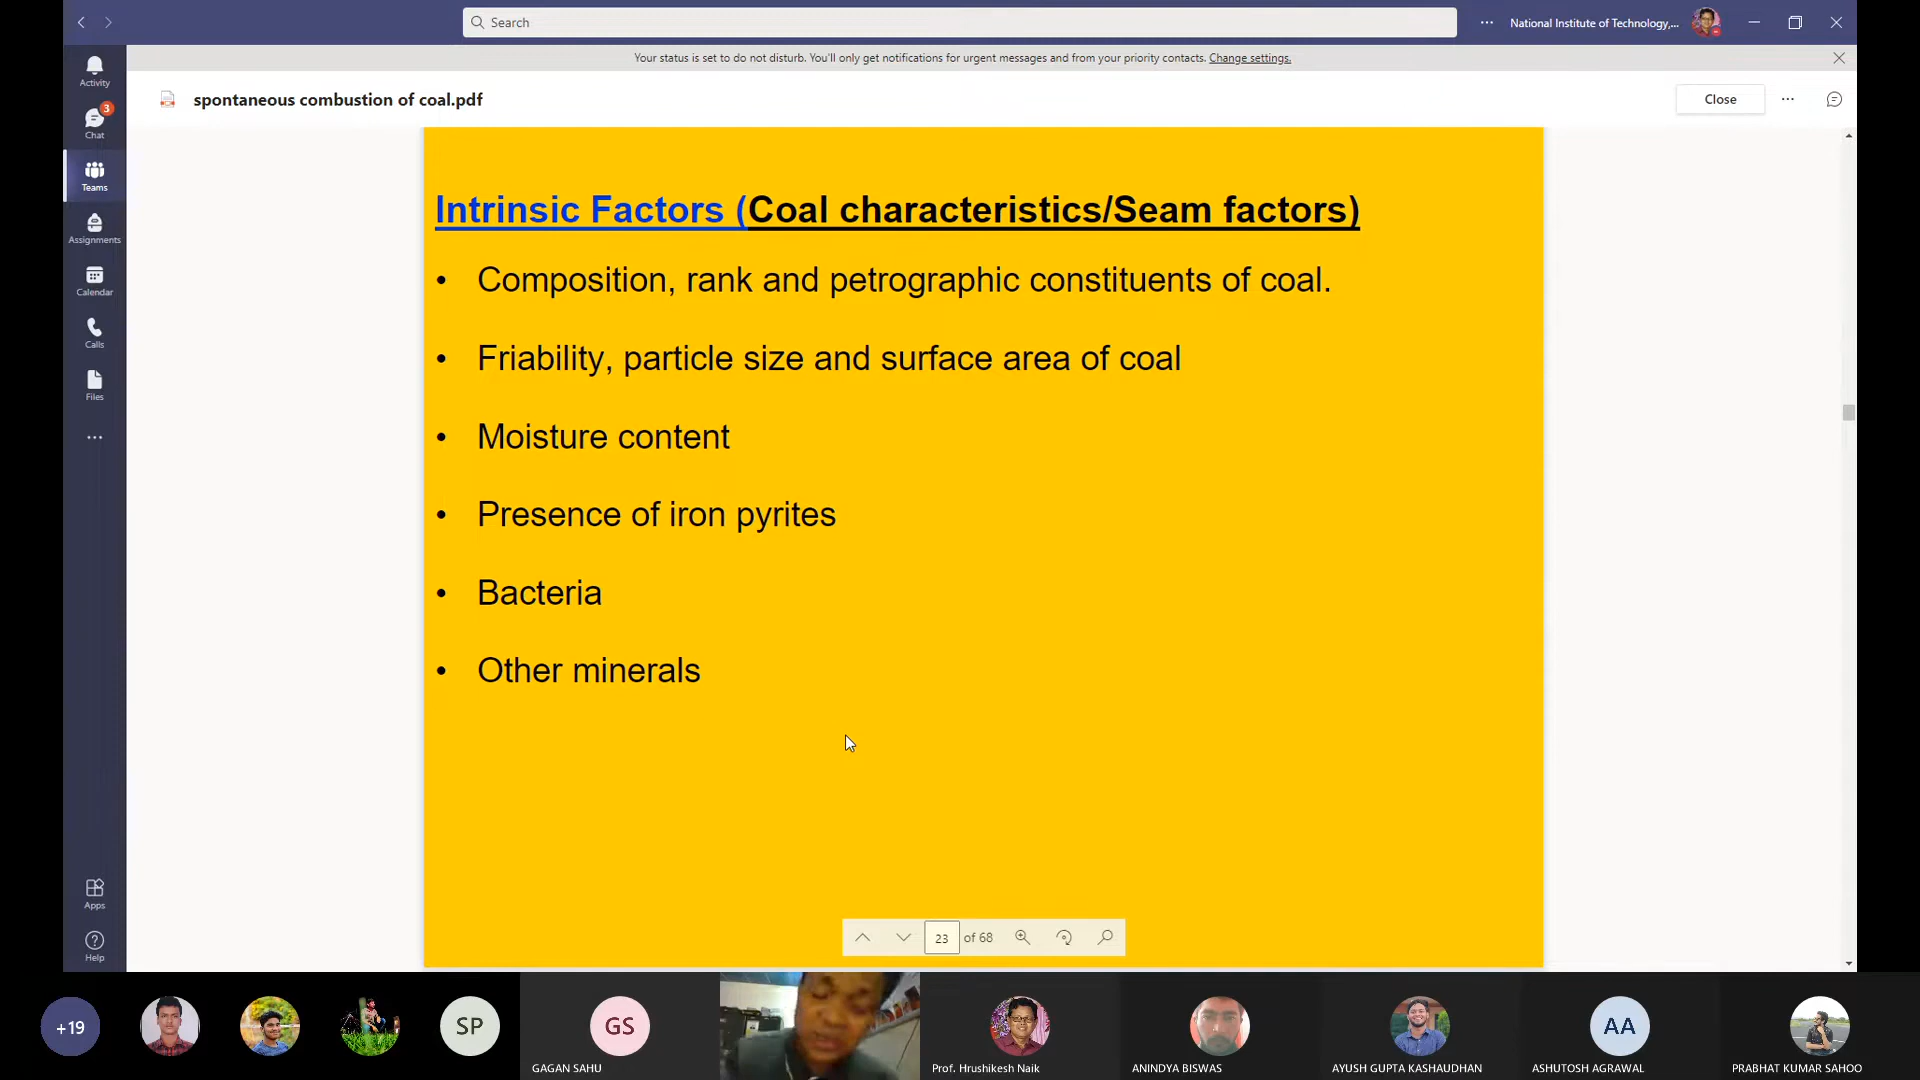 Search
National Institute of Technology,...
Your status is set to do not disturb. You'll only get notifications for urgent messages and from your priority contacts. Change settings.
Activity
3
Chat
Teams
Assignments
Calendar
Calls
Files
Apps
Help
spontaneous combustion of coal.pdf
Close
Intrinsic Factors (Coal characteristics/Seam factors)
• Composition, rank and petrographic constituents of coal.
• Friability, particle size and surface area of coal
• Moisture content
• Presence of iron pyrites
• Bacteria
• Other minerals
23 of 68
+19
SP
GS
GAGAN SAHU
Prof. Hrushikesh Naik
ANINDYA BISWAS
AYUSH GUPTA KASHAUDHAN
AA
ASHUTOSH AGRAWAL
PRABHAT KUMAR SAHOO